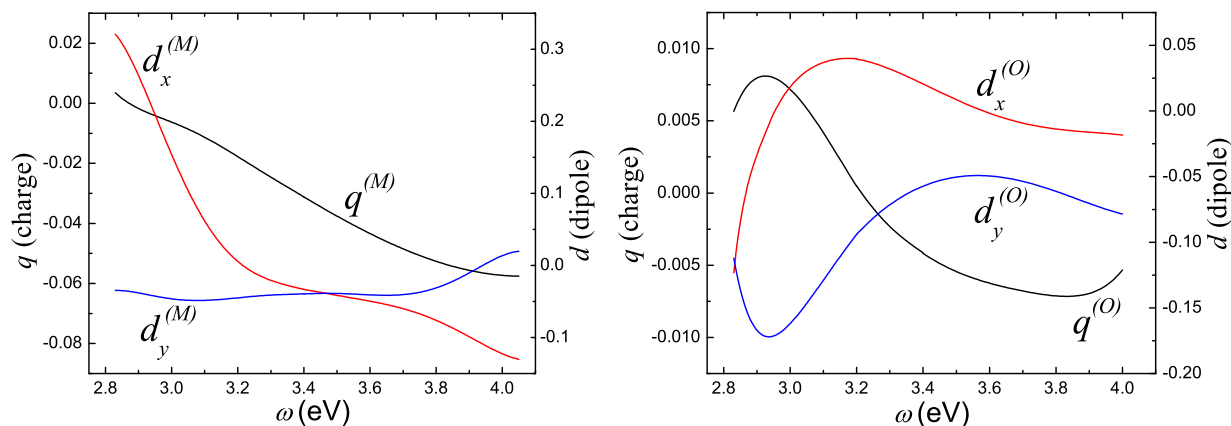 0.02
0.00
-0.02
-0.04
-0.06
-0.08
q (charge)
d_x^(M)
q^(M)
d_y^(M)
0.3
0.2
0.1
0.0
-0.1
d (dipole)
2.8 3.0 3.2 3.4 3.6 3.8 4.0
ω (eV)
0.010
0.005
0.000
-0.005
-0.010
q (charge)
d_x^(O)
d_y^(O)
q^(O)
0.05
0.00
-0.05
-0.10
-0.15
-0.20
d (dipole)
2.8 3.0 3.2 3.4 3.6 3.8 4.0
ω (eV)